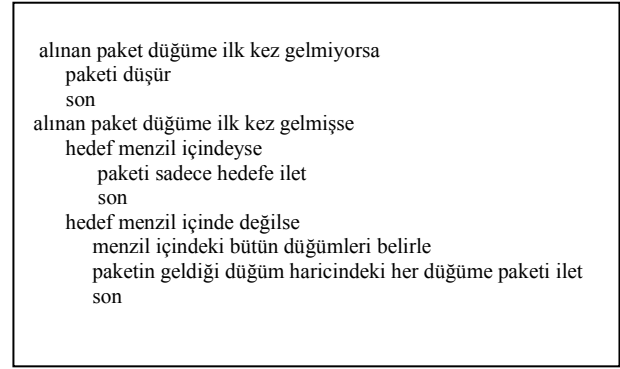 alınan paket düğüme ilk kez gelmiyorsa
paketi düşür
son
alınan paket düğüme ilk kez gelmişse
hedef menzil içindeyse
paketi sadece hedefe ilet
son
hedef menzil içinde değilse
menzil içindeki bütün düğümleri belirle
paketin geldiği düğüm haricindeki her düğüme paketi ilet
son